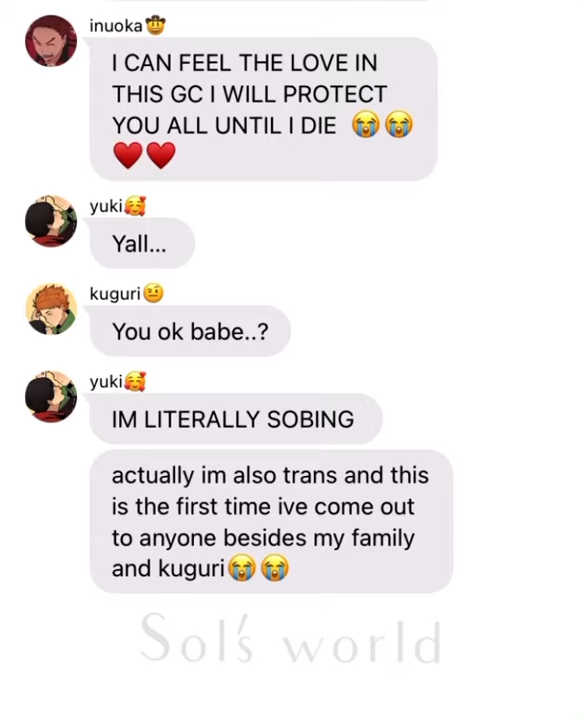 inuoka🤠
I CAN FEEL THE LOVE IN
THIS GC I WILL PROTECT
YOU ALL UNTIL I DIE 😭😭
♥️♥️
yuki🥰
Yall...
kuguri🤨
You ok babe..?
yuki🥰
IM LITERALLY SOBING
actually im also trans and this
is the first time ive come out
to anyone besides my family
and kuguri😭😭
Sol's world